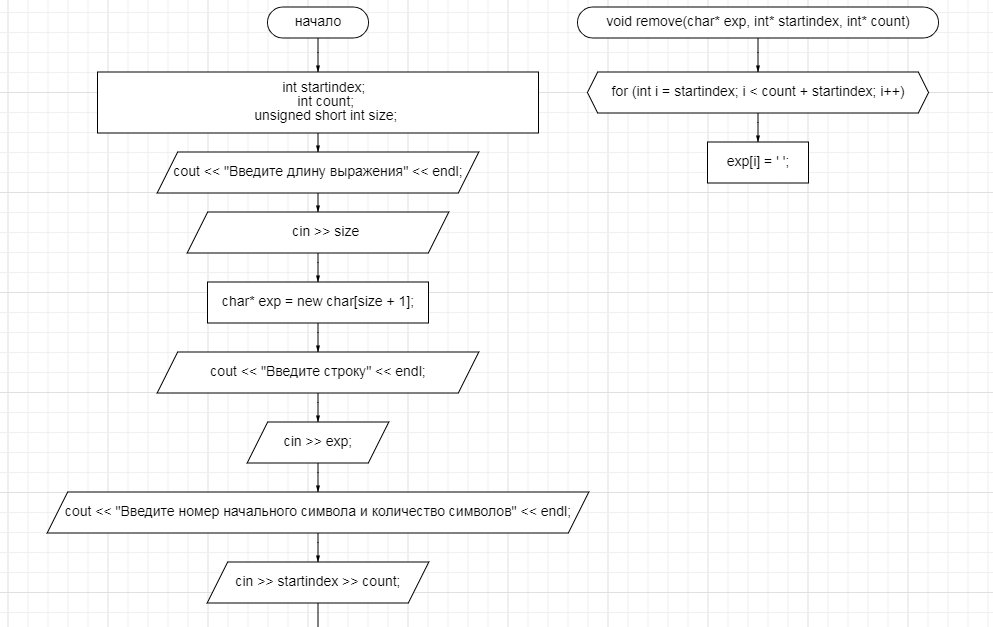 начало
int startindex;
int count;
unsigned short int size;
cout << "Введите длину выражения" << endl;
cin >> size
char* exp = new char[size + 1];
cout << "Введите строку" << endl;
cin >> exp;
cout << "Введите номер начального символа и количество символов" << endl;
cin >> startindex >> count;
void remove(char* exp, int* startindex, int* count)
for (int i = startindex; i < count + startindex; i++)
exp[i] = ' ';